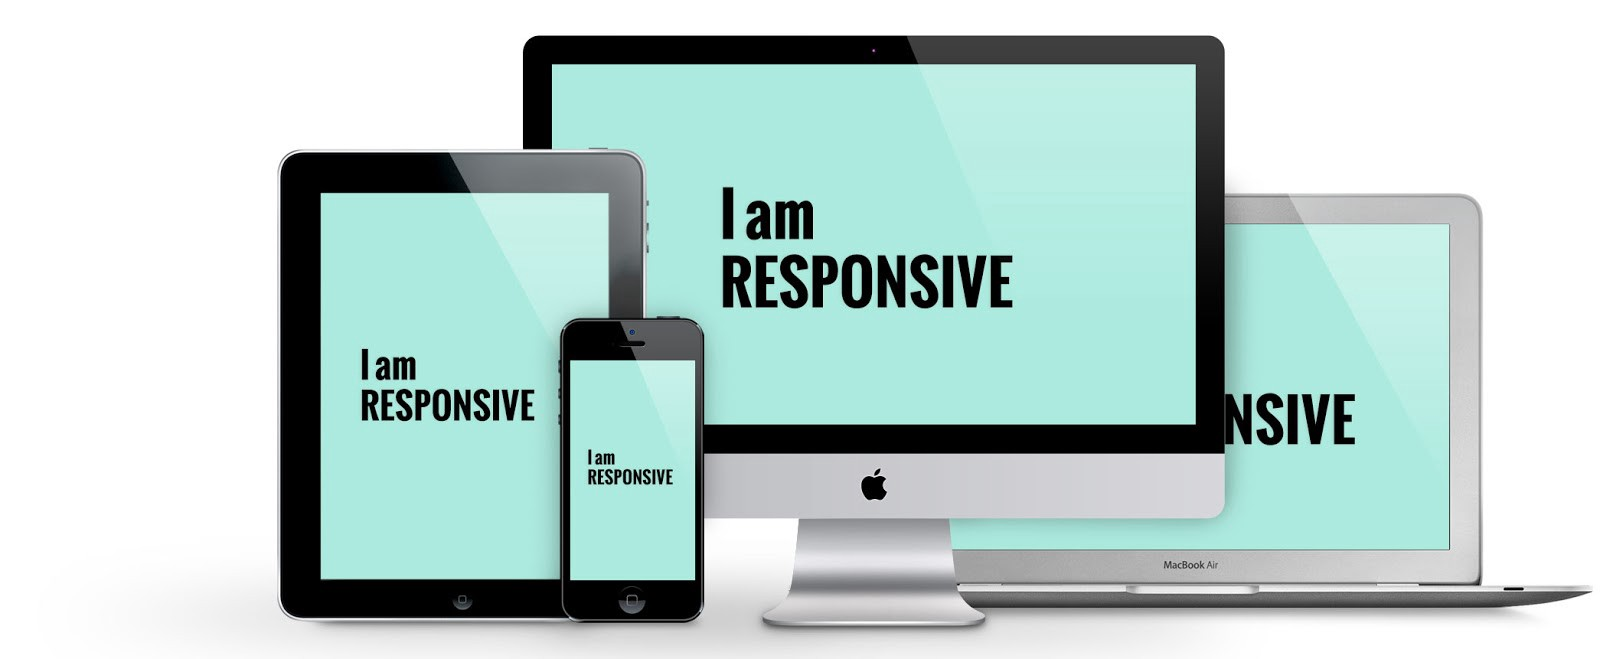 I am
RESPONSIVE
I am
RESPONSIVE
I am
RESPONSIVE
NSIVE
MacBook Air